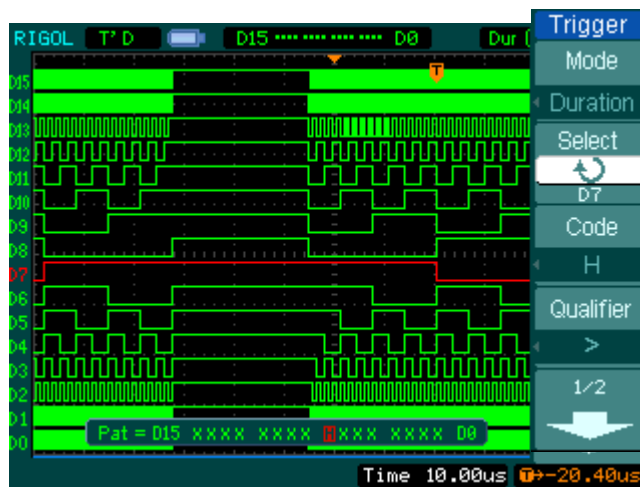 RIGOL T'D D15 •••• •••• •••• D0 Dur (
Trigger
Mode
Duration
Select
D7
Code
H
Qualifier
>
1/2
D15
D14
D13
D12
D11
D10
D9
D8
D7
D6
D5
D4
D3
D2
D1
D0
T
Pat = D15 XXXX XXXX HXXX XXXX D0
Time 10.00us T→-20.40us